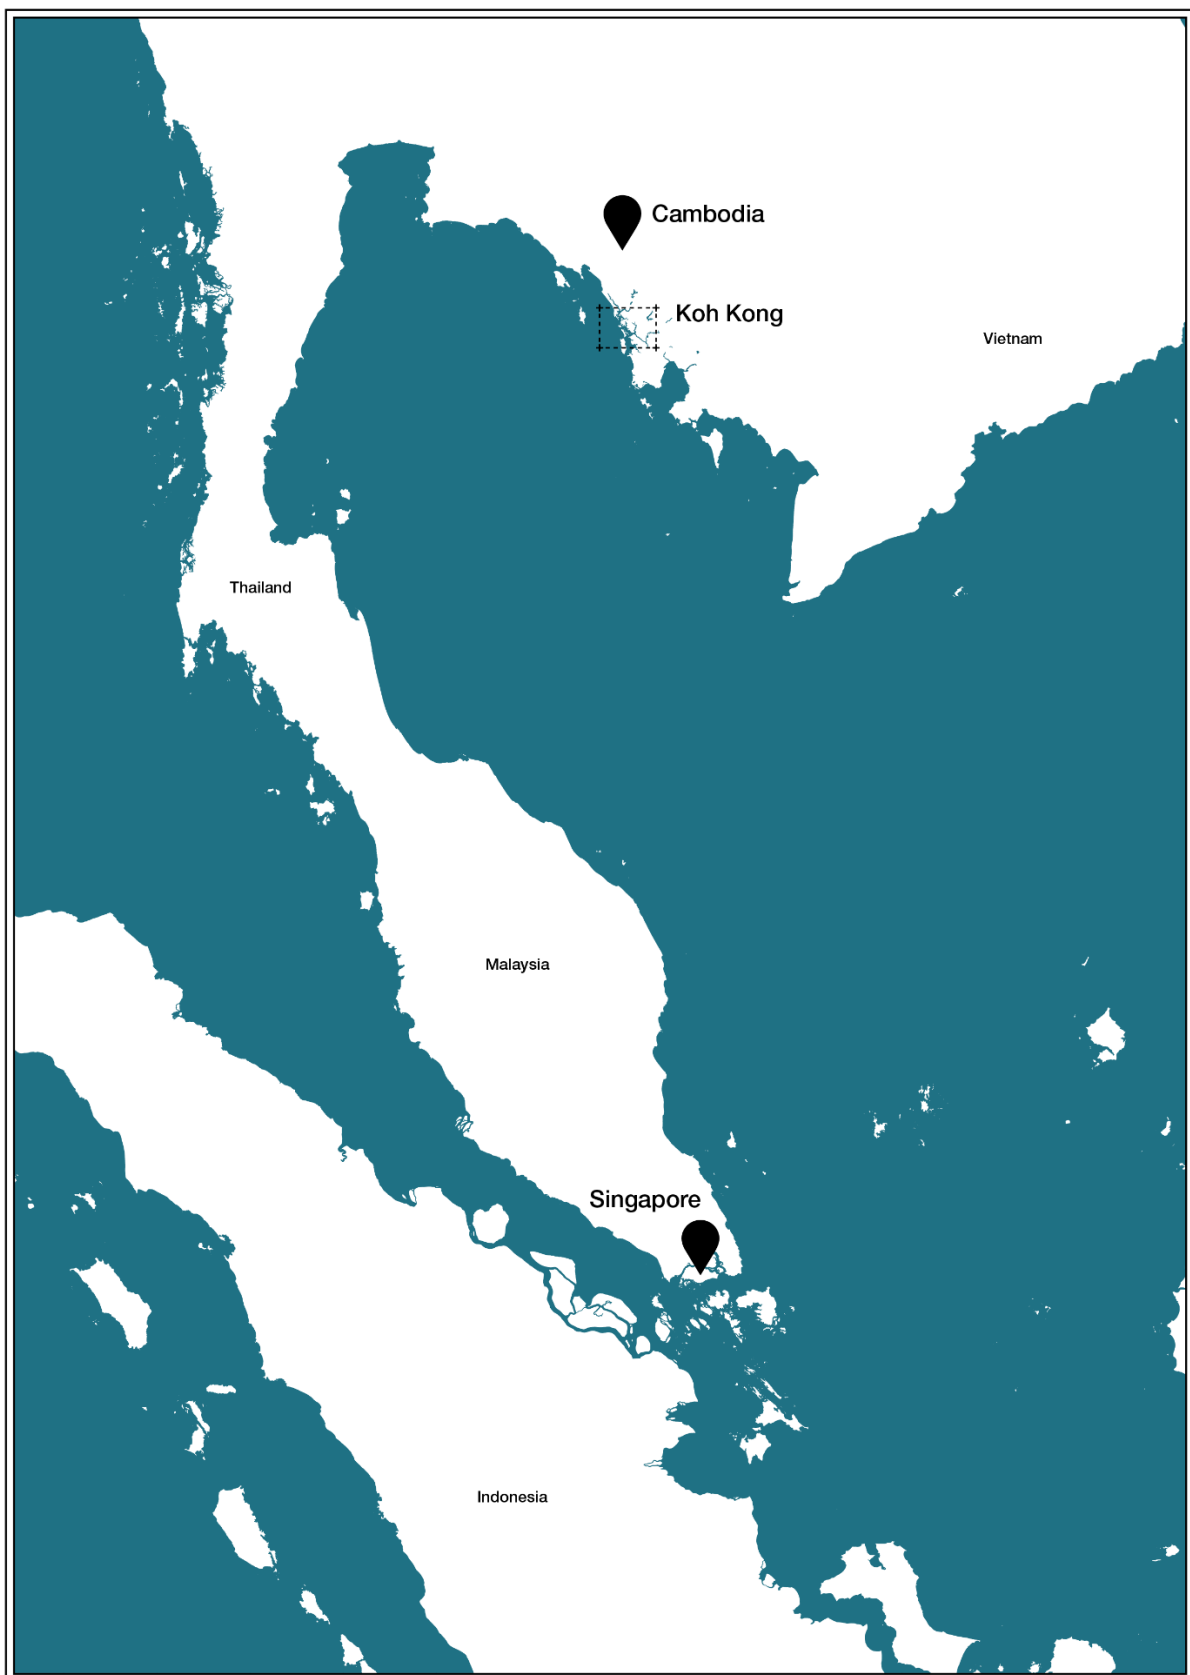 Cambodia
Koh Kong
Vietnam
Thailand
Malaysia
Singapore
Indonesia